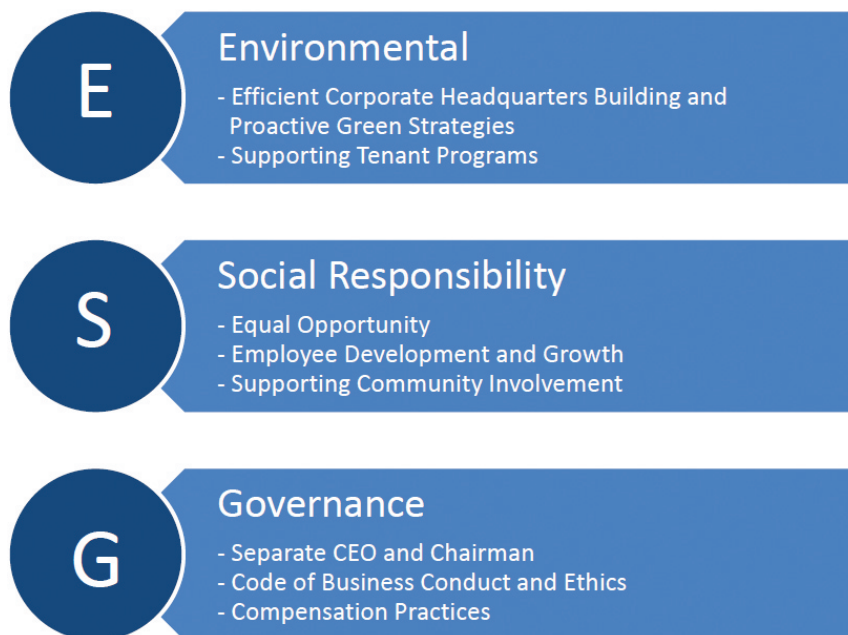 E
Environmental
- Efficient Corporate Headquarters Building and
Proactive Green Strategies
- Supporting Tenant Programs
S
Social Responsibility
- Equal Opportunity
- Employee Development and Growth
- Supporting Community Involvement
G
Governance
- Separate CEO and Chairman
- Code of Business Conduct and Ethics
- Compensation Practices